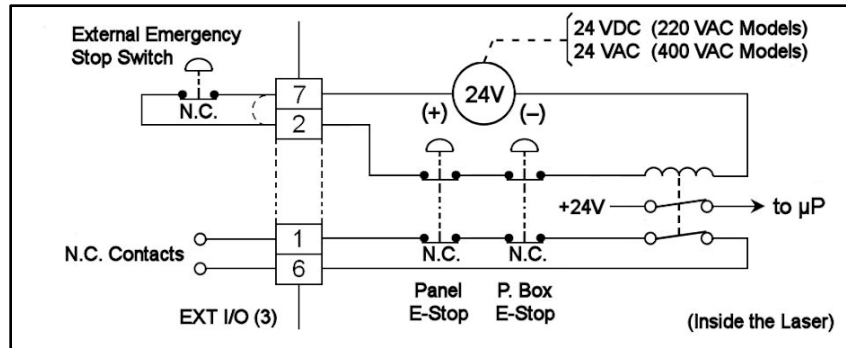 External Emergency
Stop Switch
24 VDC (220 VAC Models)
24 VAC (400 VAC Models)
N.C.
7
2
(+)
24V
(–)
+24V
to µP
N.C. Contacts
1
6
N.C.
N.C.
Panel
E-Stop
P. Box
E-Stop
EXT I/O (3)
(Inside the Laser)